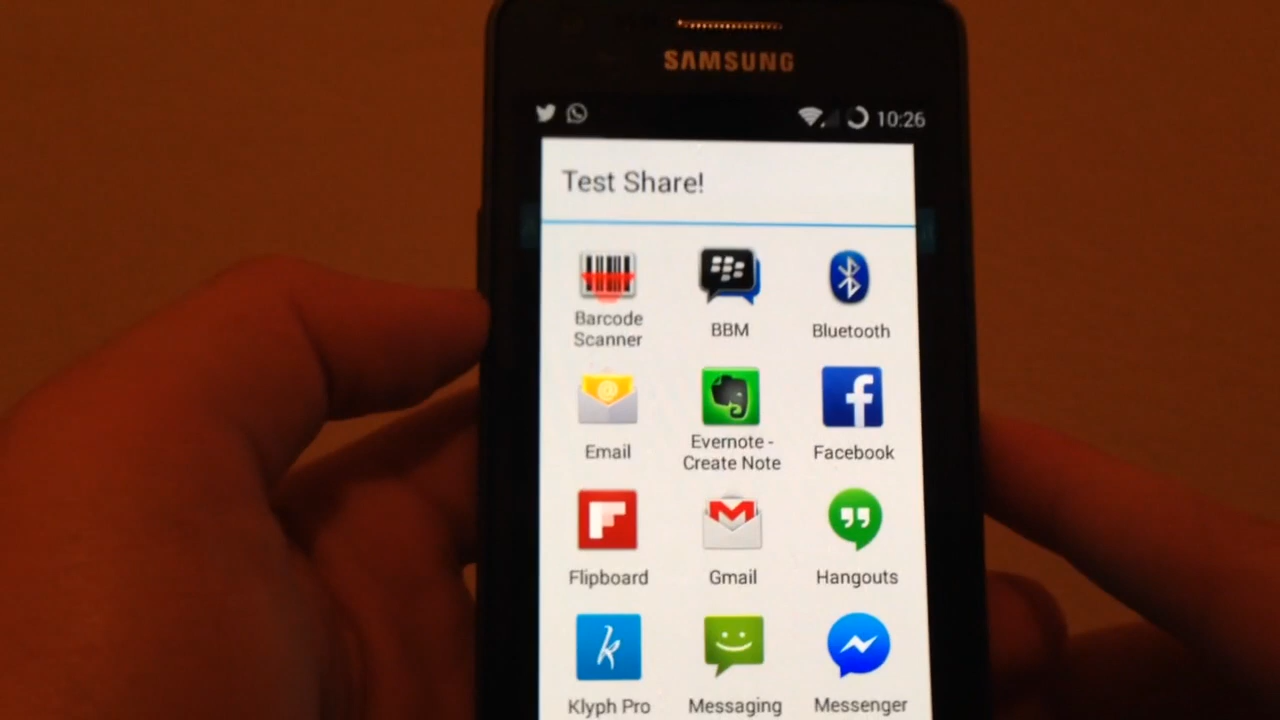 SAMSUNG
10:26
Test Share!
Barcode
Scanner
BBM
Bluetooth
Email
Evernote -
Create Note
Facebook
Flipboard
Gmail
Hangouts
Klyph Pro
Messaging
Messenger